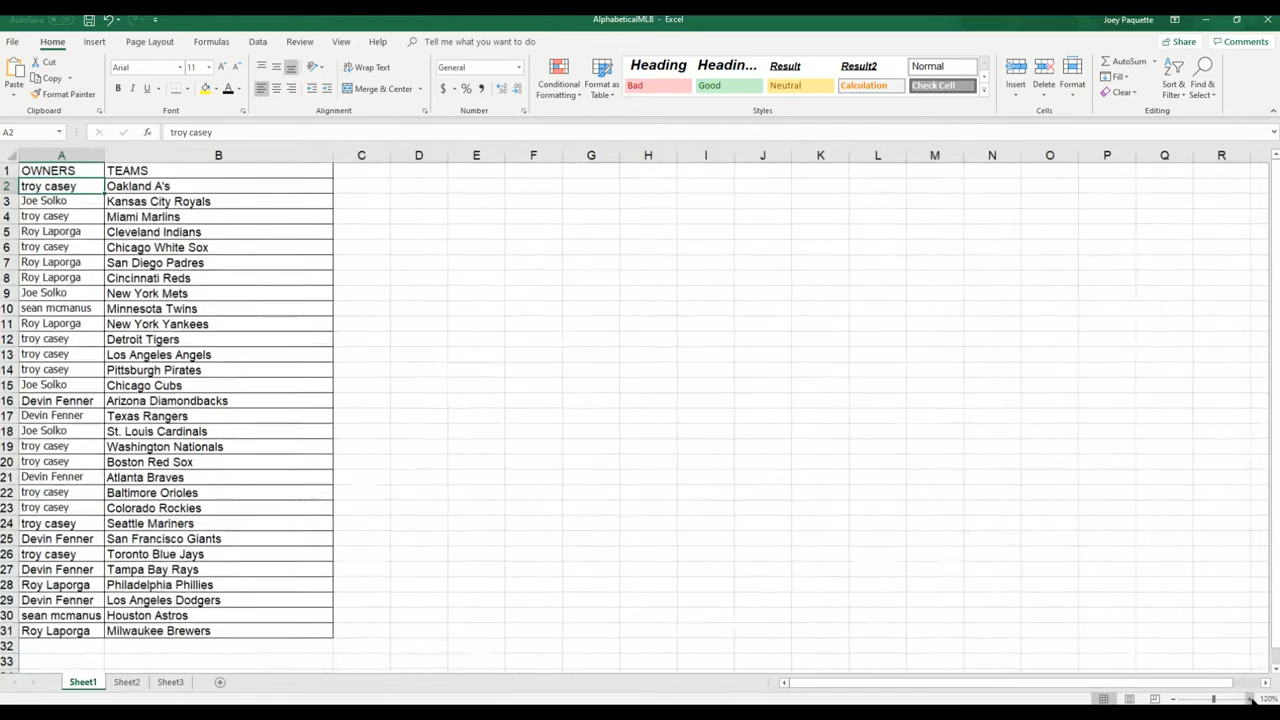 AutoSave Off AlphabeticalMLB - Excel Joey Paquette
File Home Insert Page Layout Formulas Data Review View Help Tell me what you want to do Share Comments
Paste Cut Copy Format Painter
Clipboard
Arial 11
Font
Wrap Text
Merge & Center
Alignment
General
$ % ,
Number
Conditional Formatting Format as Table
Heading Headin... Result Result2 Normal
Bad Good Neutral Calculation Check Cell
Styles
Insert Delete Format
Cells
AutoSum
Fill
Clear
Sort & Filter Find & Select
Editing
A2 fx troy casey
A B C D E F G H I J K L M N O P Q R
1 OWNERS TEAMS
2 troy casey Oakland A's
3 Joe Solko Kansas City Royals
4 troy casey Miami Marlins
5 Roy Laporga Cleveland Indians
6 troy casey Chicago White Sox
7 Roy Laporga San Diego Padres
8 Roy Laporga Cincinnati Reds
9 Joe Solko New York Mets
10 sean mcmanus Minnesota Twins
11 Roy Laporga New York Yankees
12 troy casey Detroit Tigers
13 troy casey Los Angeles Angels
14 troy casey Pittsburgh Pirates
15 Joe Solko Chicago Cubs
16 Devin Fenner Arizona Diamondbacks
17 Devin Fenner Texas Rangers
18 Joe Solko St. Louis Cardinals
19 troy casey Washington Nationals
20 troy casey Boston Red Sox
21 Devin Fenner Atlanta Braves
22 troy casey Baltimore Orioles
23 troy casey Colorado Rockies
24 troy casey Seattle Mariners
25 Devin Fenner San Francisco Giants
26 troy casey Toronto Blue Jays
27 Devin Fenner Tampa Bay Rays
28 Roy Laporga Philadelphia Phillies
29 Devin Fenner Los Angeles Dodgers
30 sean mcmanus Houston Astros
31 Roy Laporga Milwaukee Brewers
32
33
Sheet1 Sheet2 Sheet3
120%